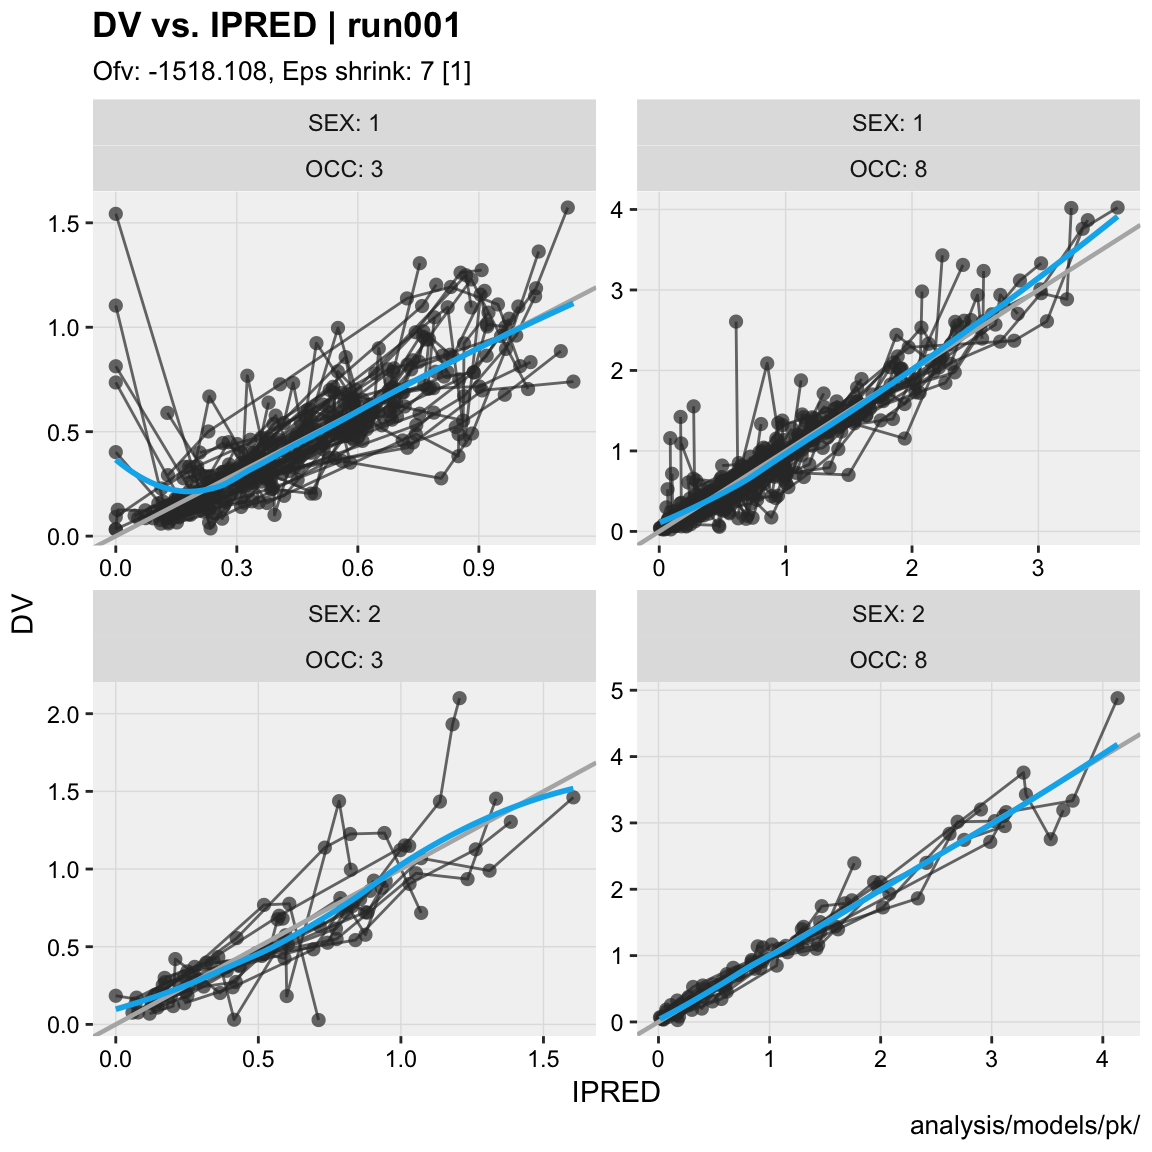 DV vs. IPRED | run001
Ofv: -1518.108, Eps shrink: 7 [1]
SEX: 1
OCC: 3
SEX: 1
OCC: 8
1.5
1.0
0.5
0.0
0.0 0.3 0.6 0.9
4
3
2
1
0
0 1 2 3
DV
SEX: 2
OCC: 3
SEX: 2
OCC: 8
2.0
1.5
1.0
0.5
0.0
0.0 0.5 1.0 1.5
5
4
3
2
1
0
0 1 2 3 4
IPRED
analysis/models/pk/